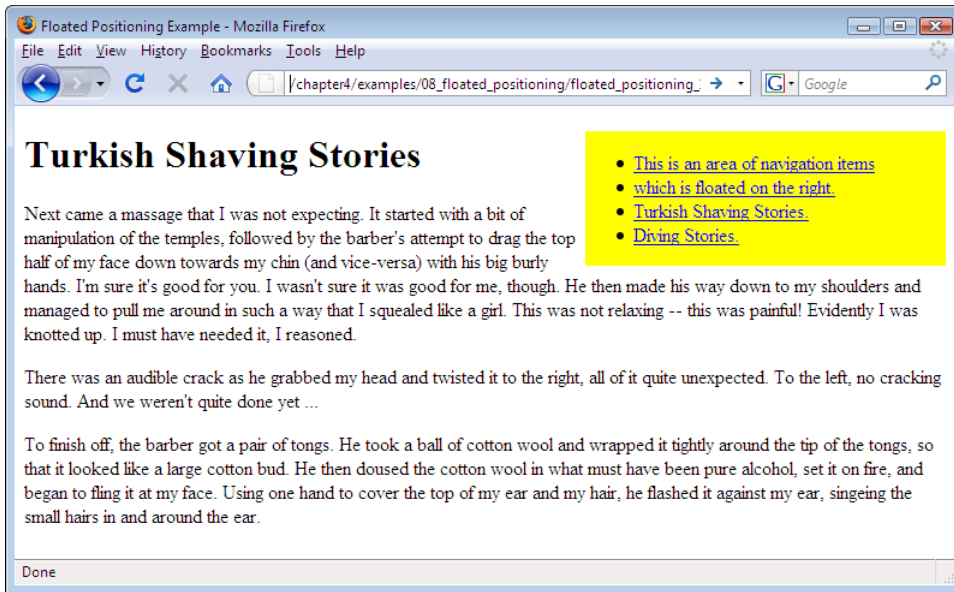 Floated Positioning Example - Mozilla Firefox
File Edit View History Bookmarks Tools Help
/chapter4/examples/08_floated_positioning/floated_positioning_ G Google
Turkish Shaving Stories
This is an area of navigation items
which is floated on the right.
Turkish Shaving Stories.
Diving Stories.
Next came a massage that I was not expecting. It started with a bit of
manipulation of the temples, followed by the barber's attempt to drag the top
half of my face down towards my chin (and vice-versa) with his big burly
hands. I'm sure it's good for you. I wasn't sure it was good for me, though. He then made his way down to my shoulders and
managed to pull me around in such a way that I squealed like a girl. This was not relaxing -- this was painful! Evidently I was
knotted up. I must have needed it, I reasoned.
There was an audible crack as he grabbed my head and twisted it to the right, all of it quite unexpected. To the left, no cracking
sound. And we weren't quite done yet ...
To finish off, the barber got a pair of tongs. He took a ball of cotton wool and wrapped it tightly around the tip of the tongs, so
that it looked like a large cotton bud. He then doused the cotton wool in what must have been pure alcohol, set it on fire, and
began to fling it at my face. Using one hand to cover the top of my ear and my hair, he flashed it against my ear, singeing the
small hairs in and around the ear.
Done